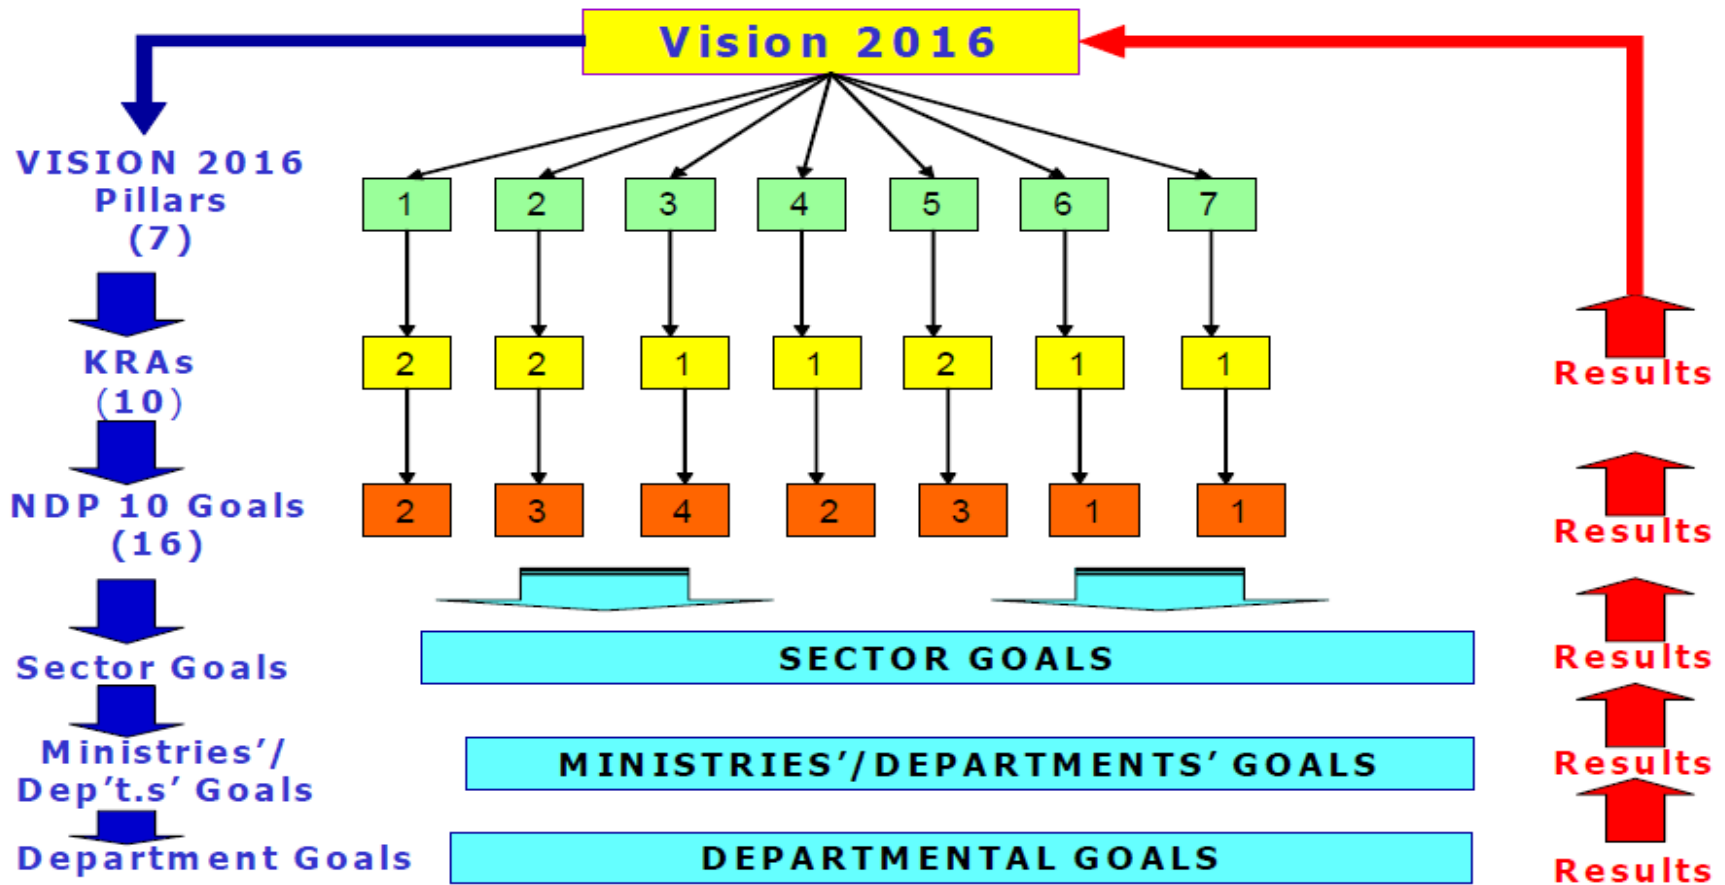 Vision 2016
VISION 2016
Pillars
(7)
1 2 3 4 5 6 7
KRAs
(10)
2 2 1 1 2 1 1
Results
NDP 10 Goals
(16)
2 3 4 2 3 1 1
Results
Sector Goals
SECTOR GOALS
Results
Ministries’/
Dep’t.s’ Goals
MINISTRIES’/DEPARTMENTS’ GOALS
Results
Department Goals
DEPARTMENTAL GOALS
Results